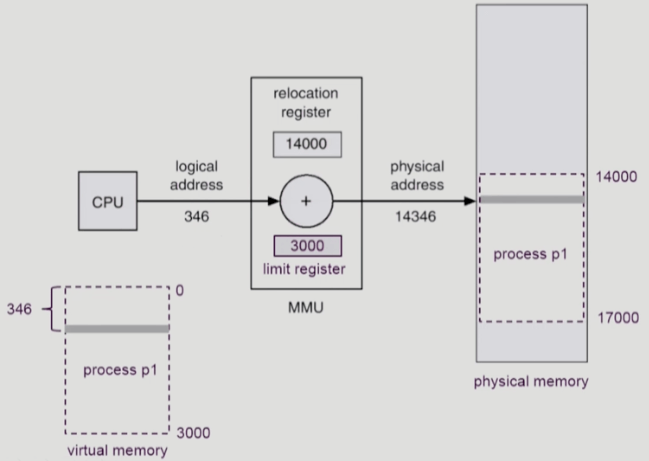 relocation
register
14000
logical
address
physical
address
14000
CPU
+
346
14346
3000
process p1
limit register
0
MMU
346
17000
process p1
physical memory
3000
virtual memory